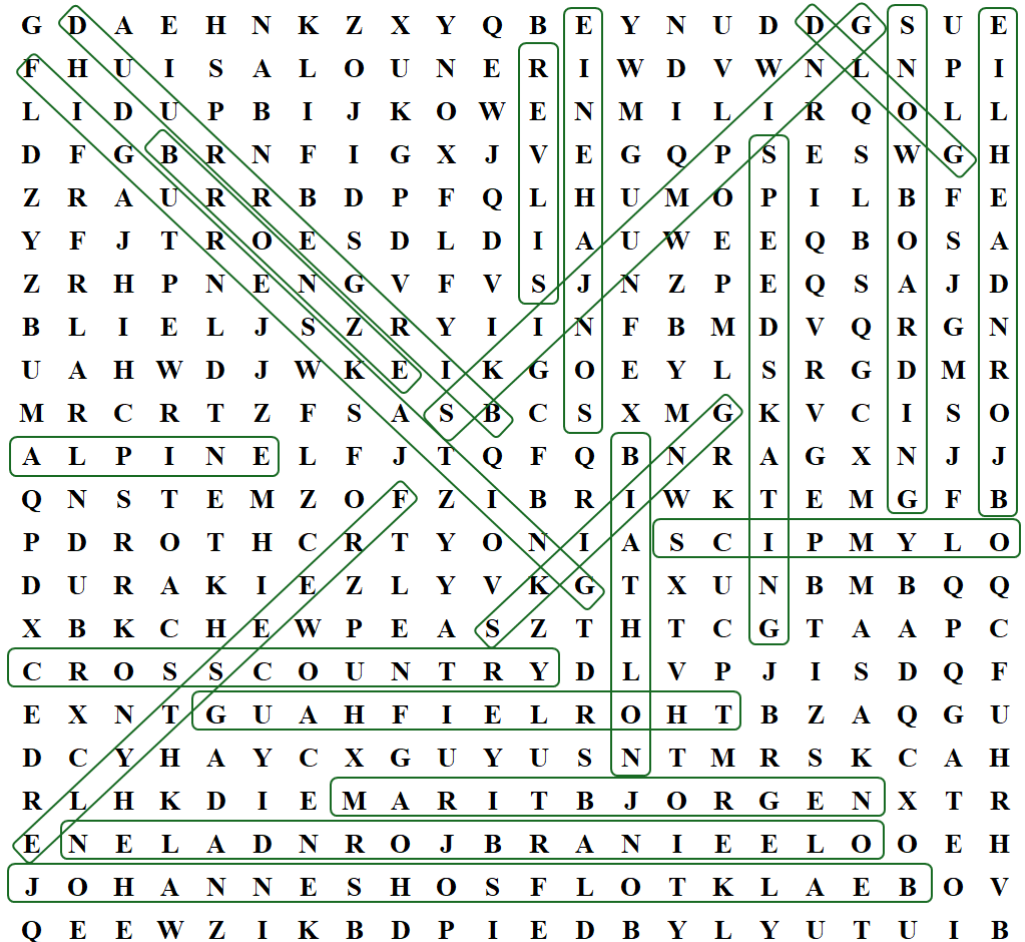 G D A E H N K Z X Y Q B E Y N U D D G S U E
F H U I S A L O U N E R I W D V W N L N P I
L I D U P B I J K O W E N M I L I R Q O L L
D F G B R N F I G X J V E G Q P S E S W G H
Z R A U R R B D P F Q L H U M O P I L B F E
Y F J T R O E S D L D I A U W E E Q B O S A
Z R H P N E N G V F V S J N Z P E Q S A J D
B L I E L J S Z R Y I I N F B M D V Q R G N
U A H W D J W K E I K G O E Y L S R G D M R
M R C R T Z F S A S B C S X M G K V C I S O
A L P I N E L F J T Q F Q B N R A G X N J J
Q N S T E M Z O F Z I B R I W K T E M G F B
P D R O T H C R T Y O N I A S C I P M Y L O
D U R A K I E Z L Y V K G T X U N B M B Q Q
X B K C H E W P E A S Z T H T C G T A A P C
C R O S S C O U N T R Y D L V P J I S D Q F
E X N T G U A H F I E L R O H T B Z A Q G U
D C Y H A Y C X G U Y U S N T M R S K C A H
R L H K D I E M A R I T B J O R G E N X T R
E N E L A D N R O J B R A N I E E L O O E H
J O H A N N E S H O S F L O T K L A E B O V
Q E E W Z I K B D P I E D B Y L Y U T U I B